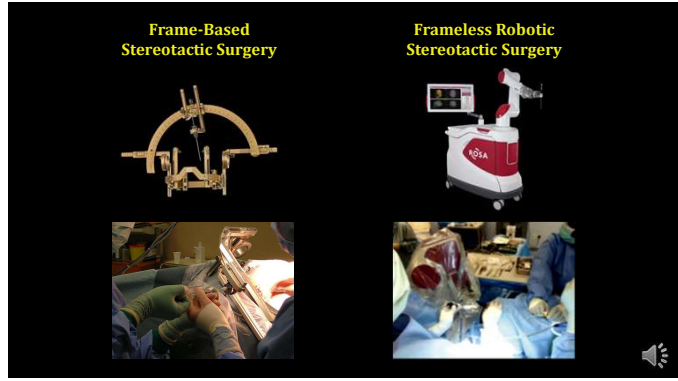 Frame-Based
Stereotactic Surgery
Frameless Robotic
Stereotactic Surgery
ROSA